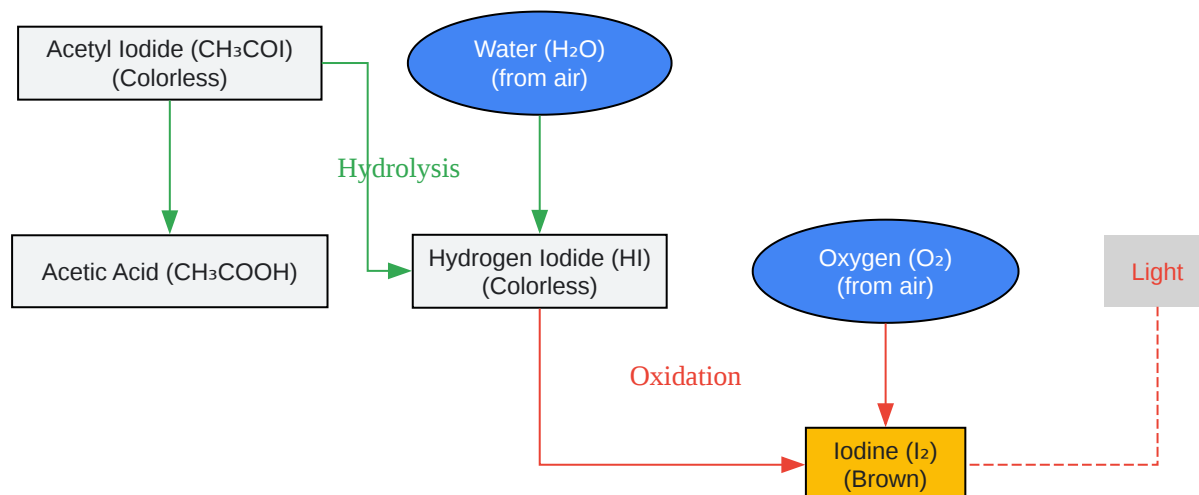 Acetyl Iodide (CH₃COI)
(Colorless)
Water (H₂O)
(from air)
Hydrolysis
Acetic Acid (CH₃COOH)
Hydrogen Iodide (HI)
(Colorless)
Oxygen (O₂)
(from air)
Light
Oxidation
Iodine (I₂)
(Brown)